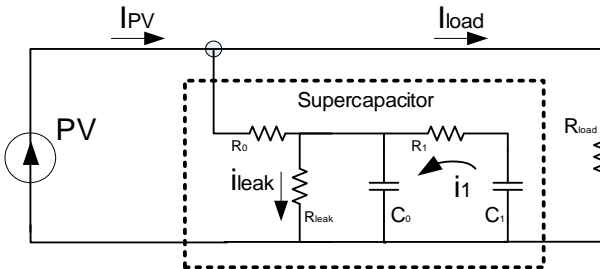 IPV
Iload
Supercapacitor
PV
R0
R1
Rload
ileak
i1
Rleak
C0
C1